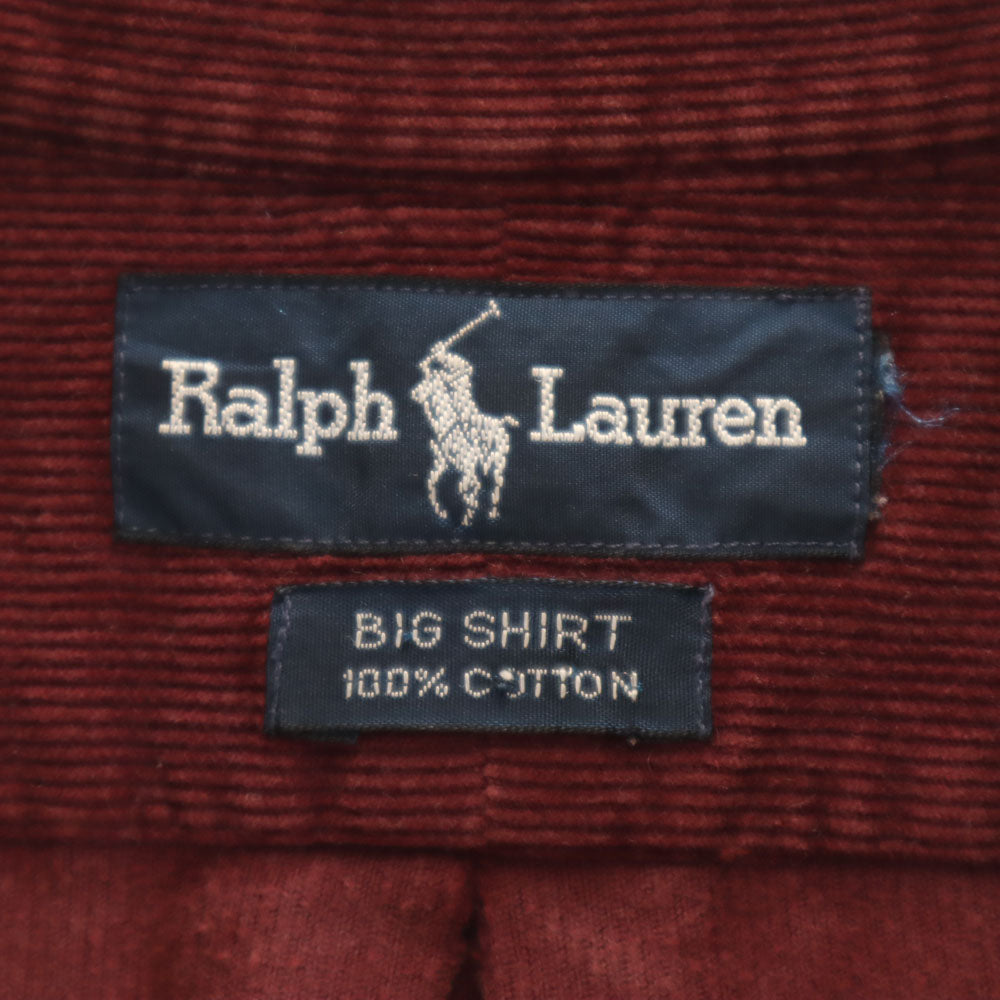 Ralph Lauren
BIG SHIRT
100% COTTON